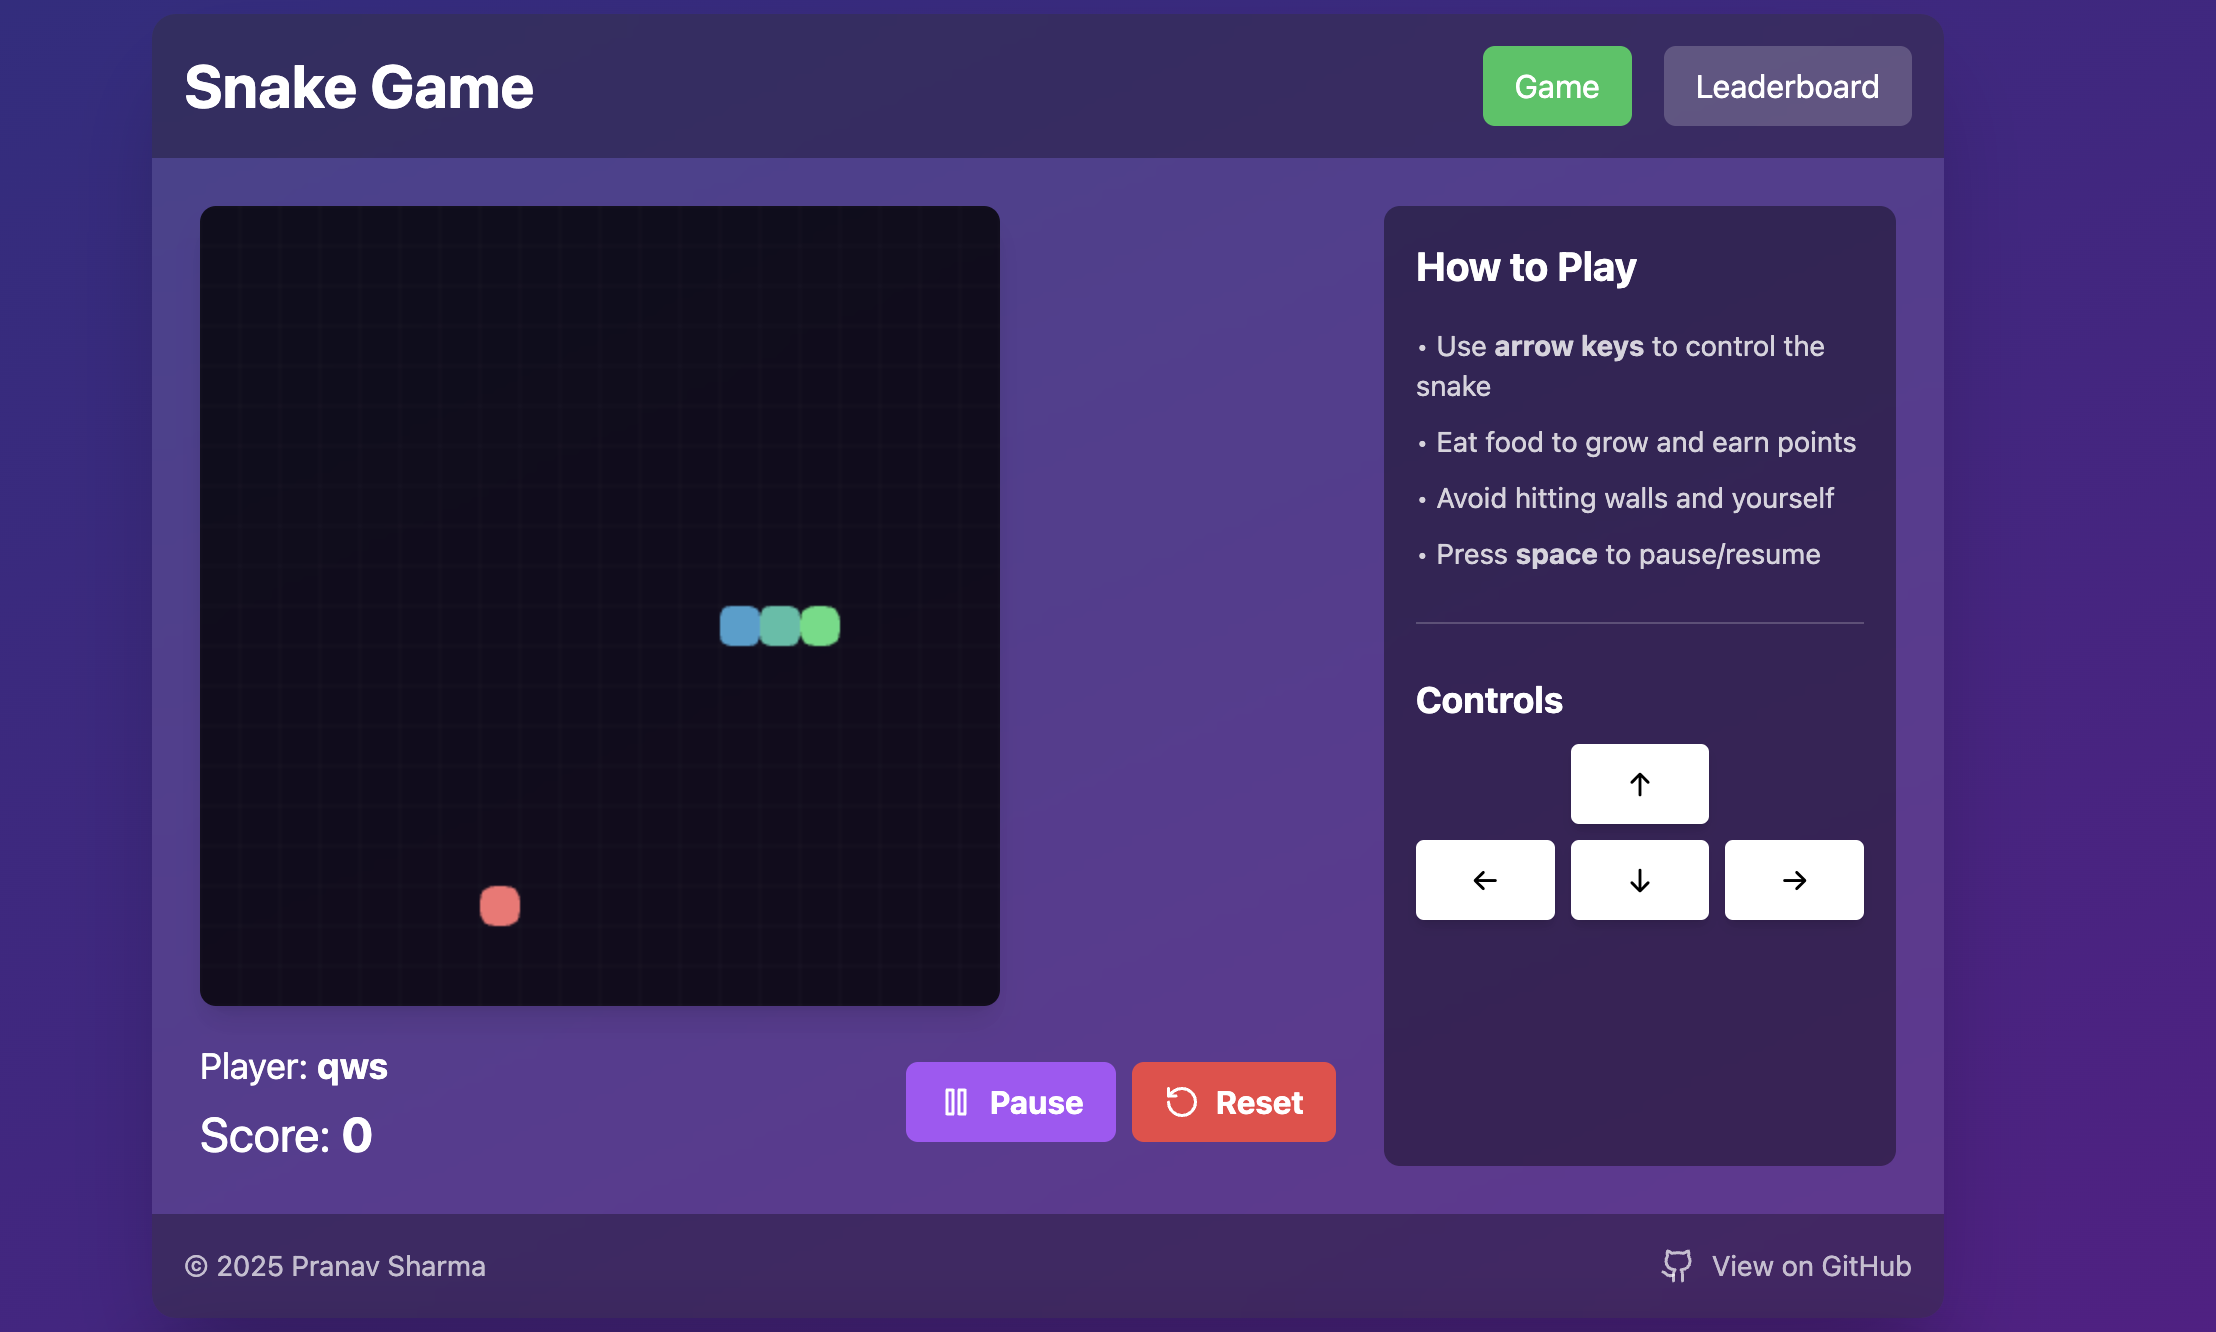 Snake Game
Game
Leaderboard
How to Play
• Use arrow keys to control the
snake
• Eat food to grow and earn points
• Avoid hitting walls and yourself
• Press space to pause/resume
Controls
↑
← ↓ →
Player: qws
Score: 0
Pause
Reset
© 2025 Pranav Sharma
View on GitHub